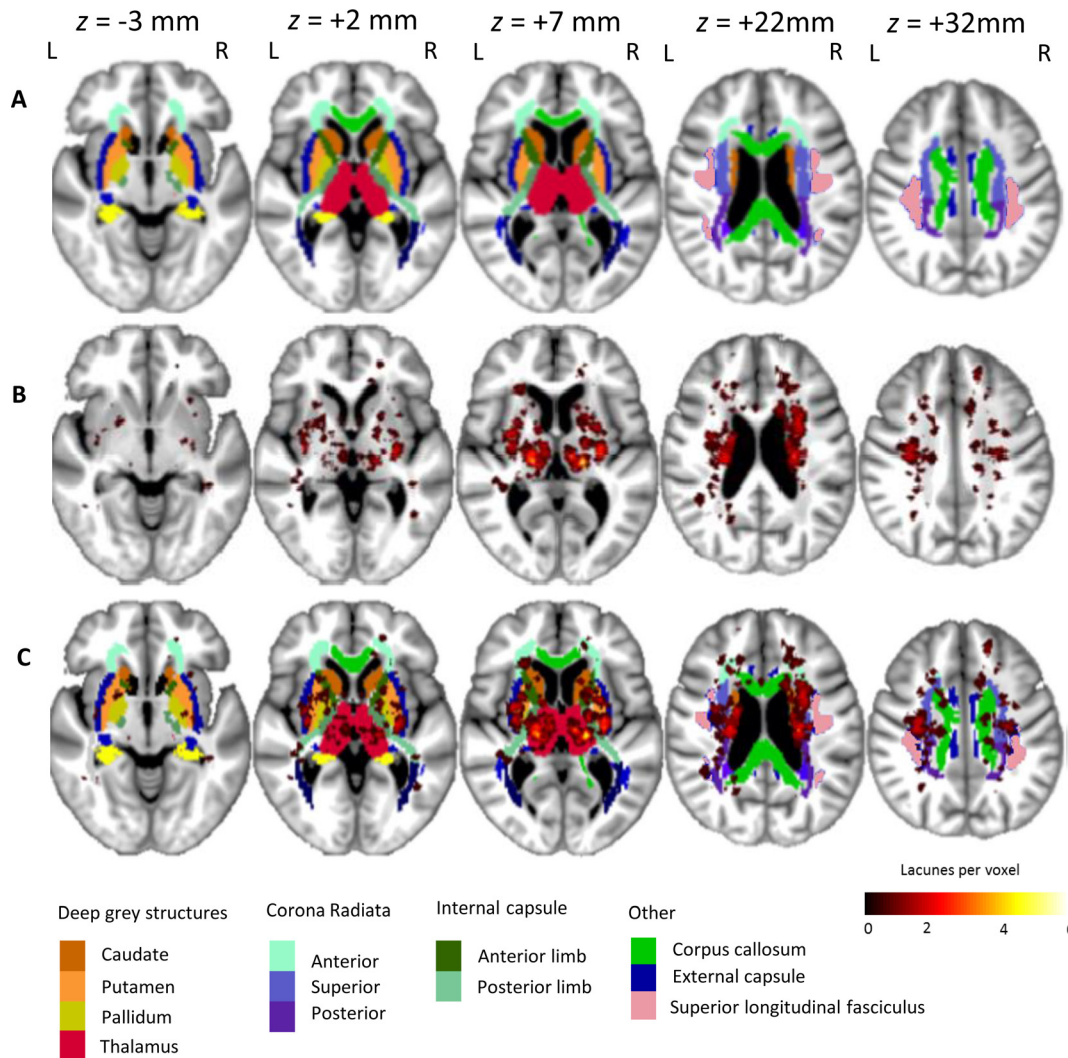 z = -3 mm z = +2 mm z = +7 mm z = +22mm z = +32mm
L R L R L R L R L R
A
B
C
Lacunes per voxel
0 2 4 6
Deep grey structures
Caudate
Putamen
Pallidum
Thalamus
Corona Radiata
Anterior
Superior
Posterior
Internal capsule
Anterior limb
Posterior limb
Other
Corpus callosum
External capsule
Superior longitudinal fasciculus